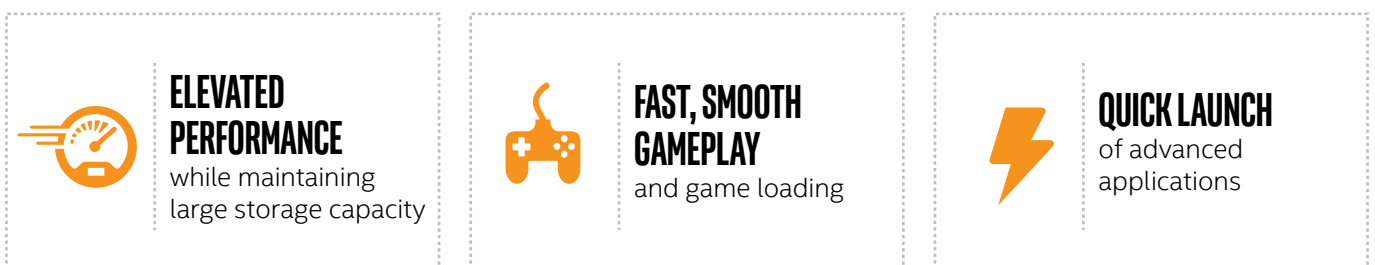 ELEVATED
PERFORMANCE
while maintaining
large storage capacity
FAST, SMOOTH
GAMEPLAY
and game loading
QUICK LAUNCH
of advanced
applications